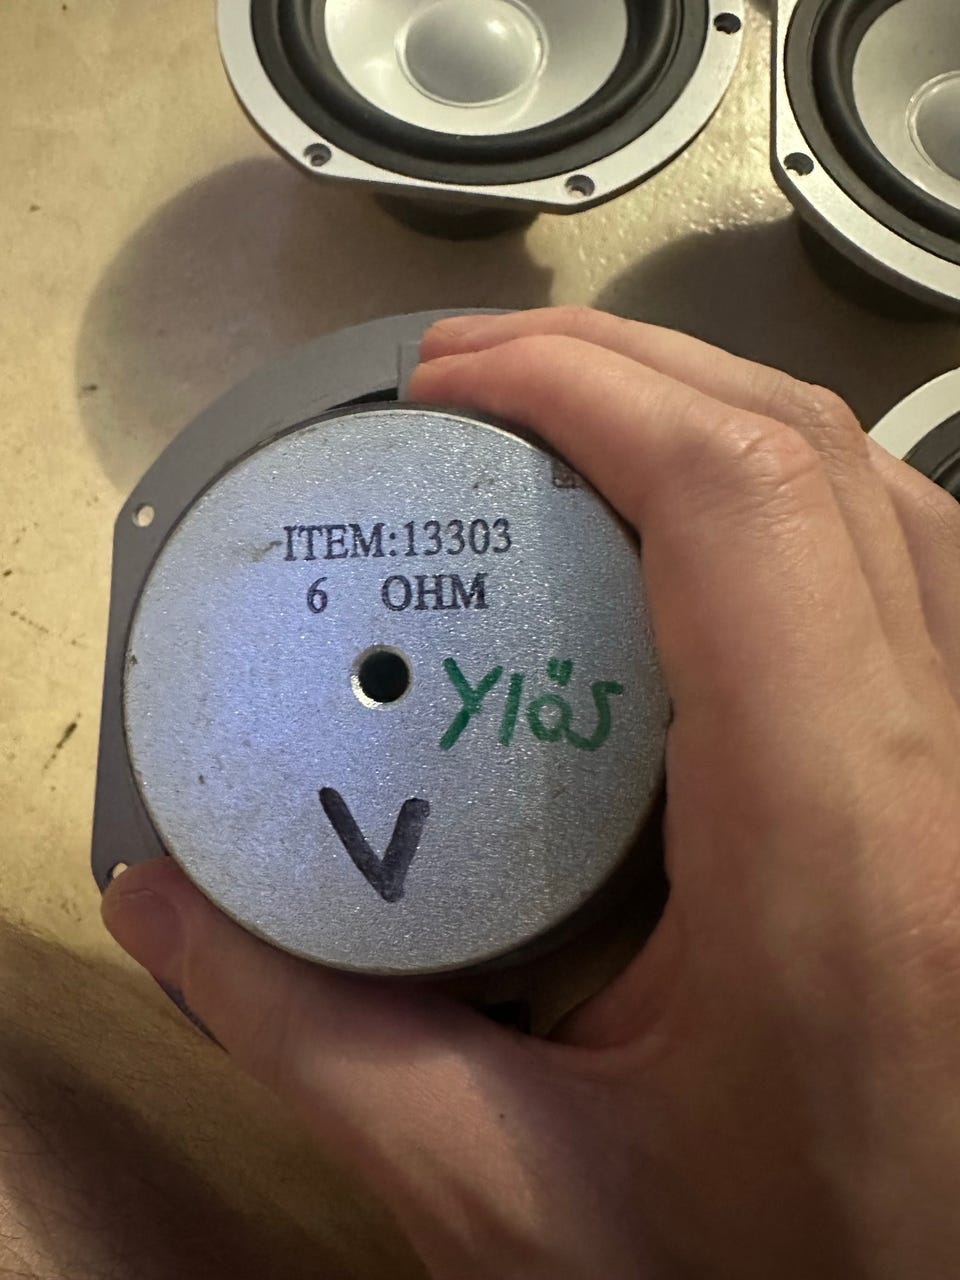 ITEM:13303
6 OHM
Ylös
V